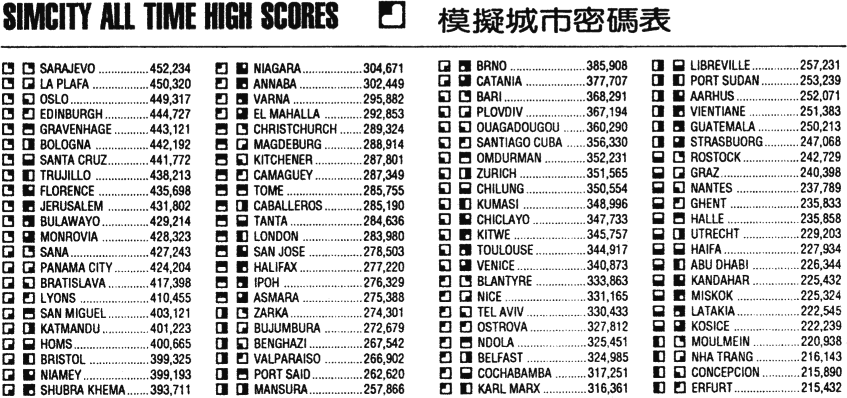 SIMCITY ALL TIME HIGH SCORES
模擬城市密碼表
SARAJEVO 452,234
LA PLAFA 450,320
OSLO 449,317
EDINBURGH 444,727
GRAVENHAGE 443,121
BOLOGNA 442,192
SANTA CRUZ 441,772
TRUJILLO 438,213
FLORENCE 435,698
JERUSALEM 431,802
BULAWAYO 429,214
MONROVIA 428,323
SANA 427,243
PANAMA CITY 424,204
BRATISLAVA 417,398
LYONS 410,455
SAN MIGUEL 403,121
KATMANDU 401,223
HOMS 400,665
BRISTOL 399,325
NIAMEY 399,193
SHUBRA KHEMA 393,711
NIAGARA 304,671
ANNABA 302,449
VARNA 295,882
EL MAHALLA 292,853
CHRISTCHURCH 289,324
MAGDEBURG 288,914
KITCHENER 287,801
CAMAGUEY 287,349
TOME 285,755
CABALLEROS 285,190
TANTA 284,636
LONDON 283,980
SAN JOSE 278,503
HALIFAX 277,220
IPOH 276,329
ASMARA 275,388
ZARKA 274,301
BUJUMBURA 272,679
BENGHAZI 267,542
VALPARAISO 266,902
PORT SAID 262,620
MANSURA 257,866
BRNO 385,908
CATANIA 377,707
BARI 368,291
PLOVDIV 367,194
OUAGADOUGOU 360,290
SANTIAGO CUBA 356,330
OMDURMAN 352,231
ZURICH 351,565
CHILUNG 350,554
KUMASI 348,996
CHICLAYO 347,733
KITWE 345,757
TOULOUSE 344,917
VENICE 340,873
BLANTYRE 333,863
NICE 331,165
TEL AVIV 330,433
OSTROVA 327,812
NDOLA 325,451
BELFAST 324,985
COCHABAMBA 317,251
KARL MARX 316,361
LIBREVILLE 257,231
PORT SUDAN 253,239
AARHUS 252,071
VIENTIANE 251,383
GUATEMALA 250,213
STRASBUORG 247,068
ROSTOCK 242,729
GRAZ 240,398
NANTES 237,789
GHENT 235,833
HALLE 235,858
UTRECHT 229,203
HAIFA 227,934
ABU DHABI 226,344
KANDAHAR 225,432
MISKOK 225,324
LATAKIA 222,545
KOSICE 222,239
MOULMEIN 220,938
NHA TRANG 216,143
CONCEPCION 215,890
ERFURT 215,432